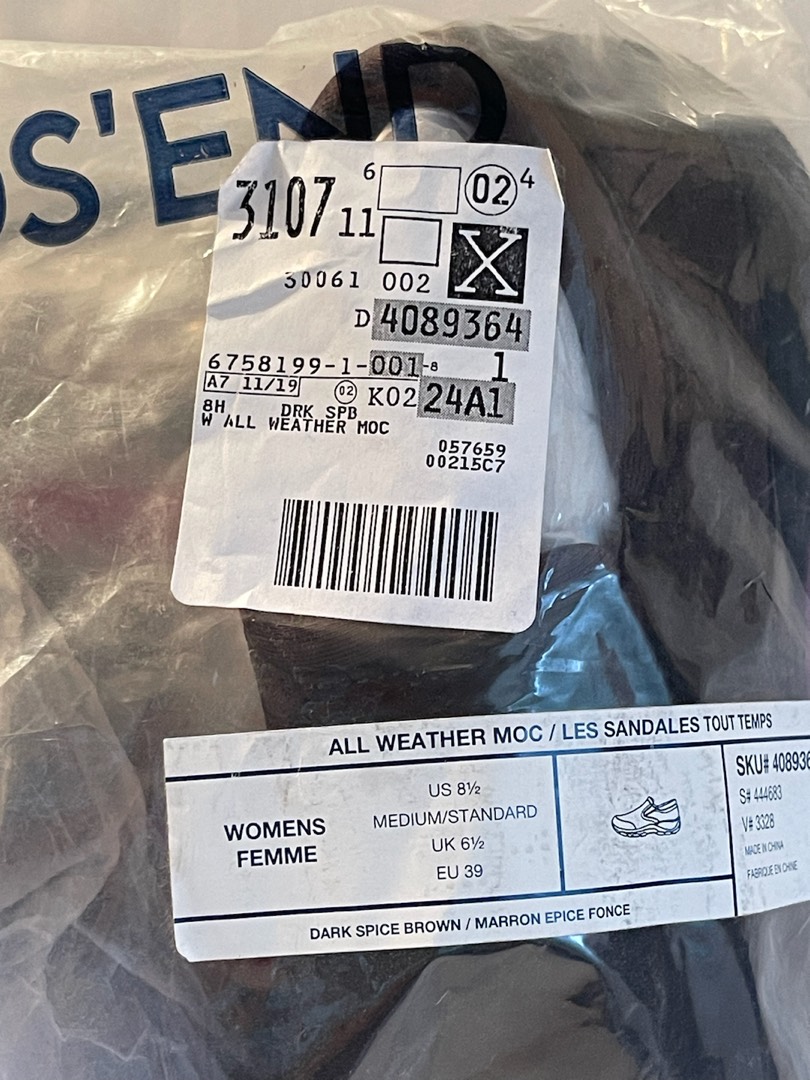 S'END
6 02 4
3107 11
X
30061 002
D 4089364
6758199-1-001-8 1
A7 11/19 02 K02 24A1
8H DRK SPB
W ALL WEATHER MOC
057659
00215C7
ALL WEATHER MOC / LES SANDALES TOUT TEMPS
WOMENS
FEMME
US 8½
MEDIUM/STANDARD
UK 6½
EU 39
SKU# 408936
S# 444683
V# 3328
MADE IN CHINA
FABRIQUE EN CHINE
DARK SPICE BROWN / MARRON EPICE FONCE